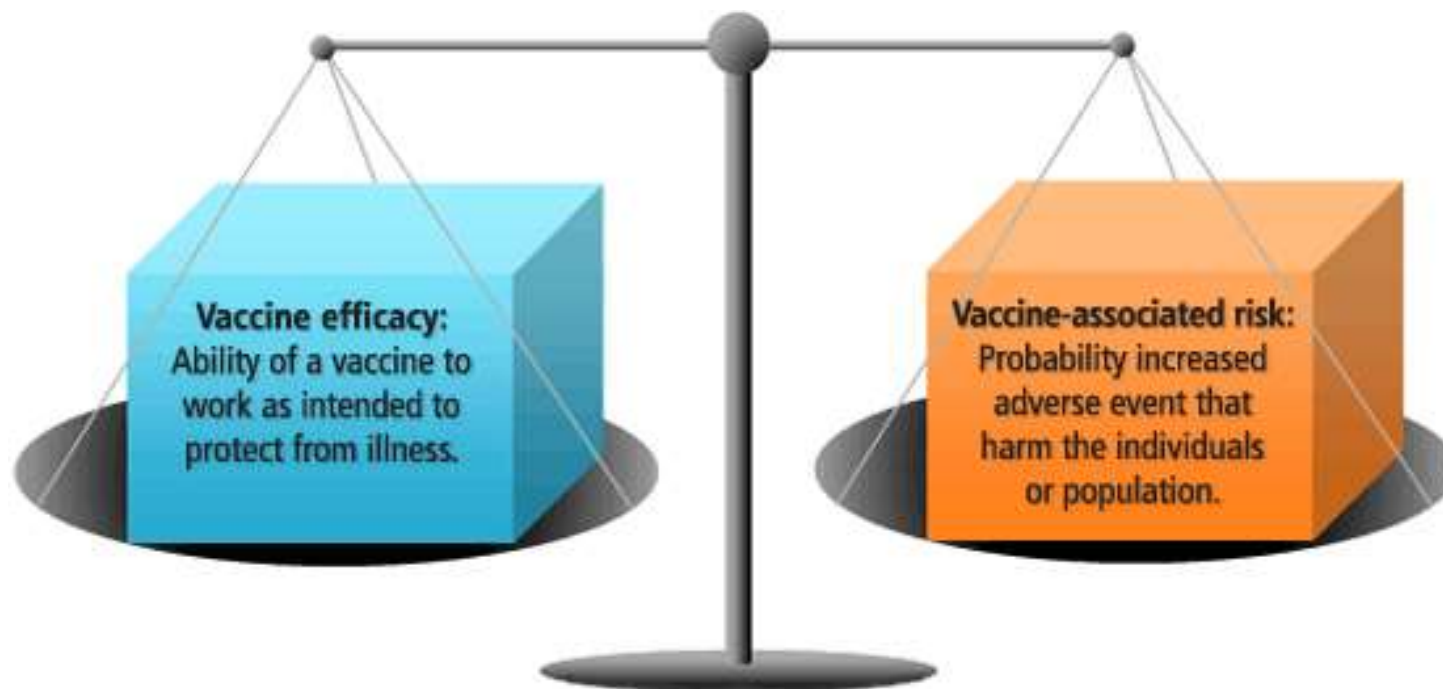 Vaccine efficacy:
Ability of a vaccine to
work as intended to
protect from illness.
Vaccine-associated risk:
Probability increased
adverse event that
harm the individuals
or population.